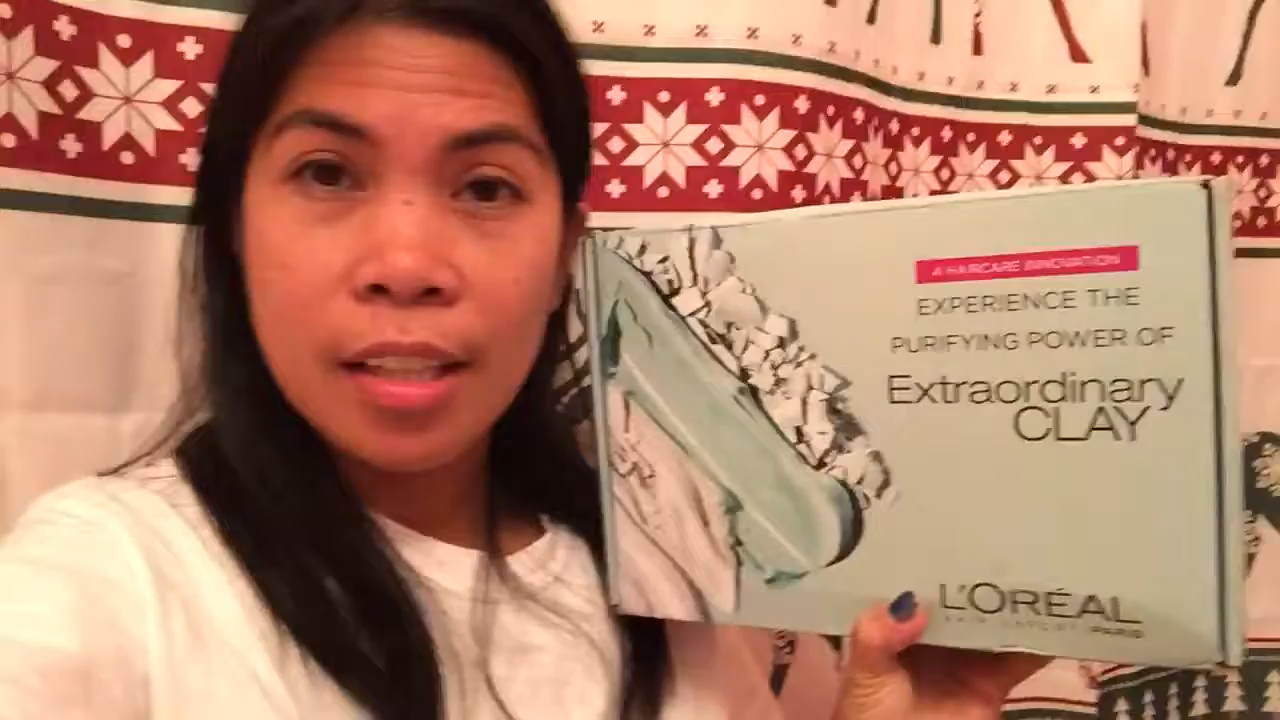 A HAIRCARE INNOVATION
EXPERIENCE THE
PURIFYING POWER OF
Extraordinary
CLAY
L'ORÉAL
PARIS